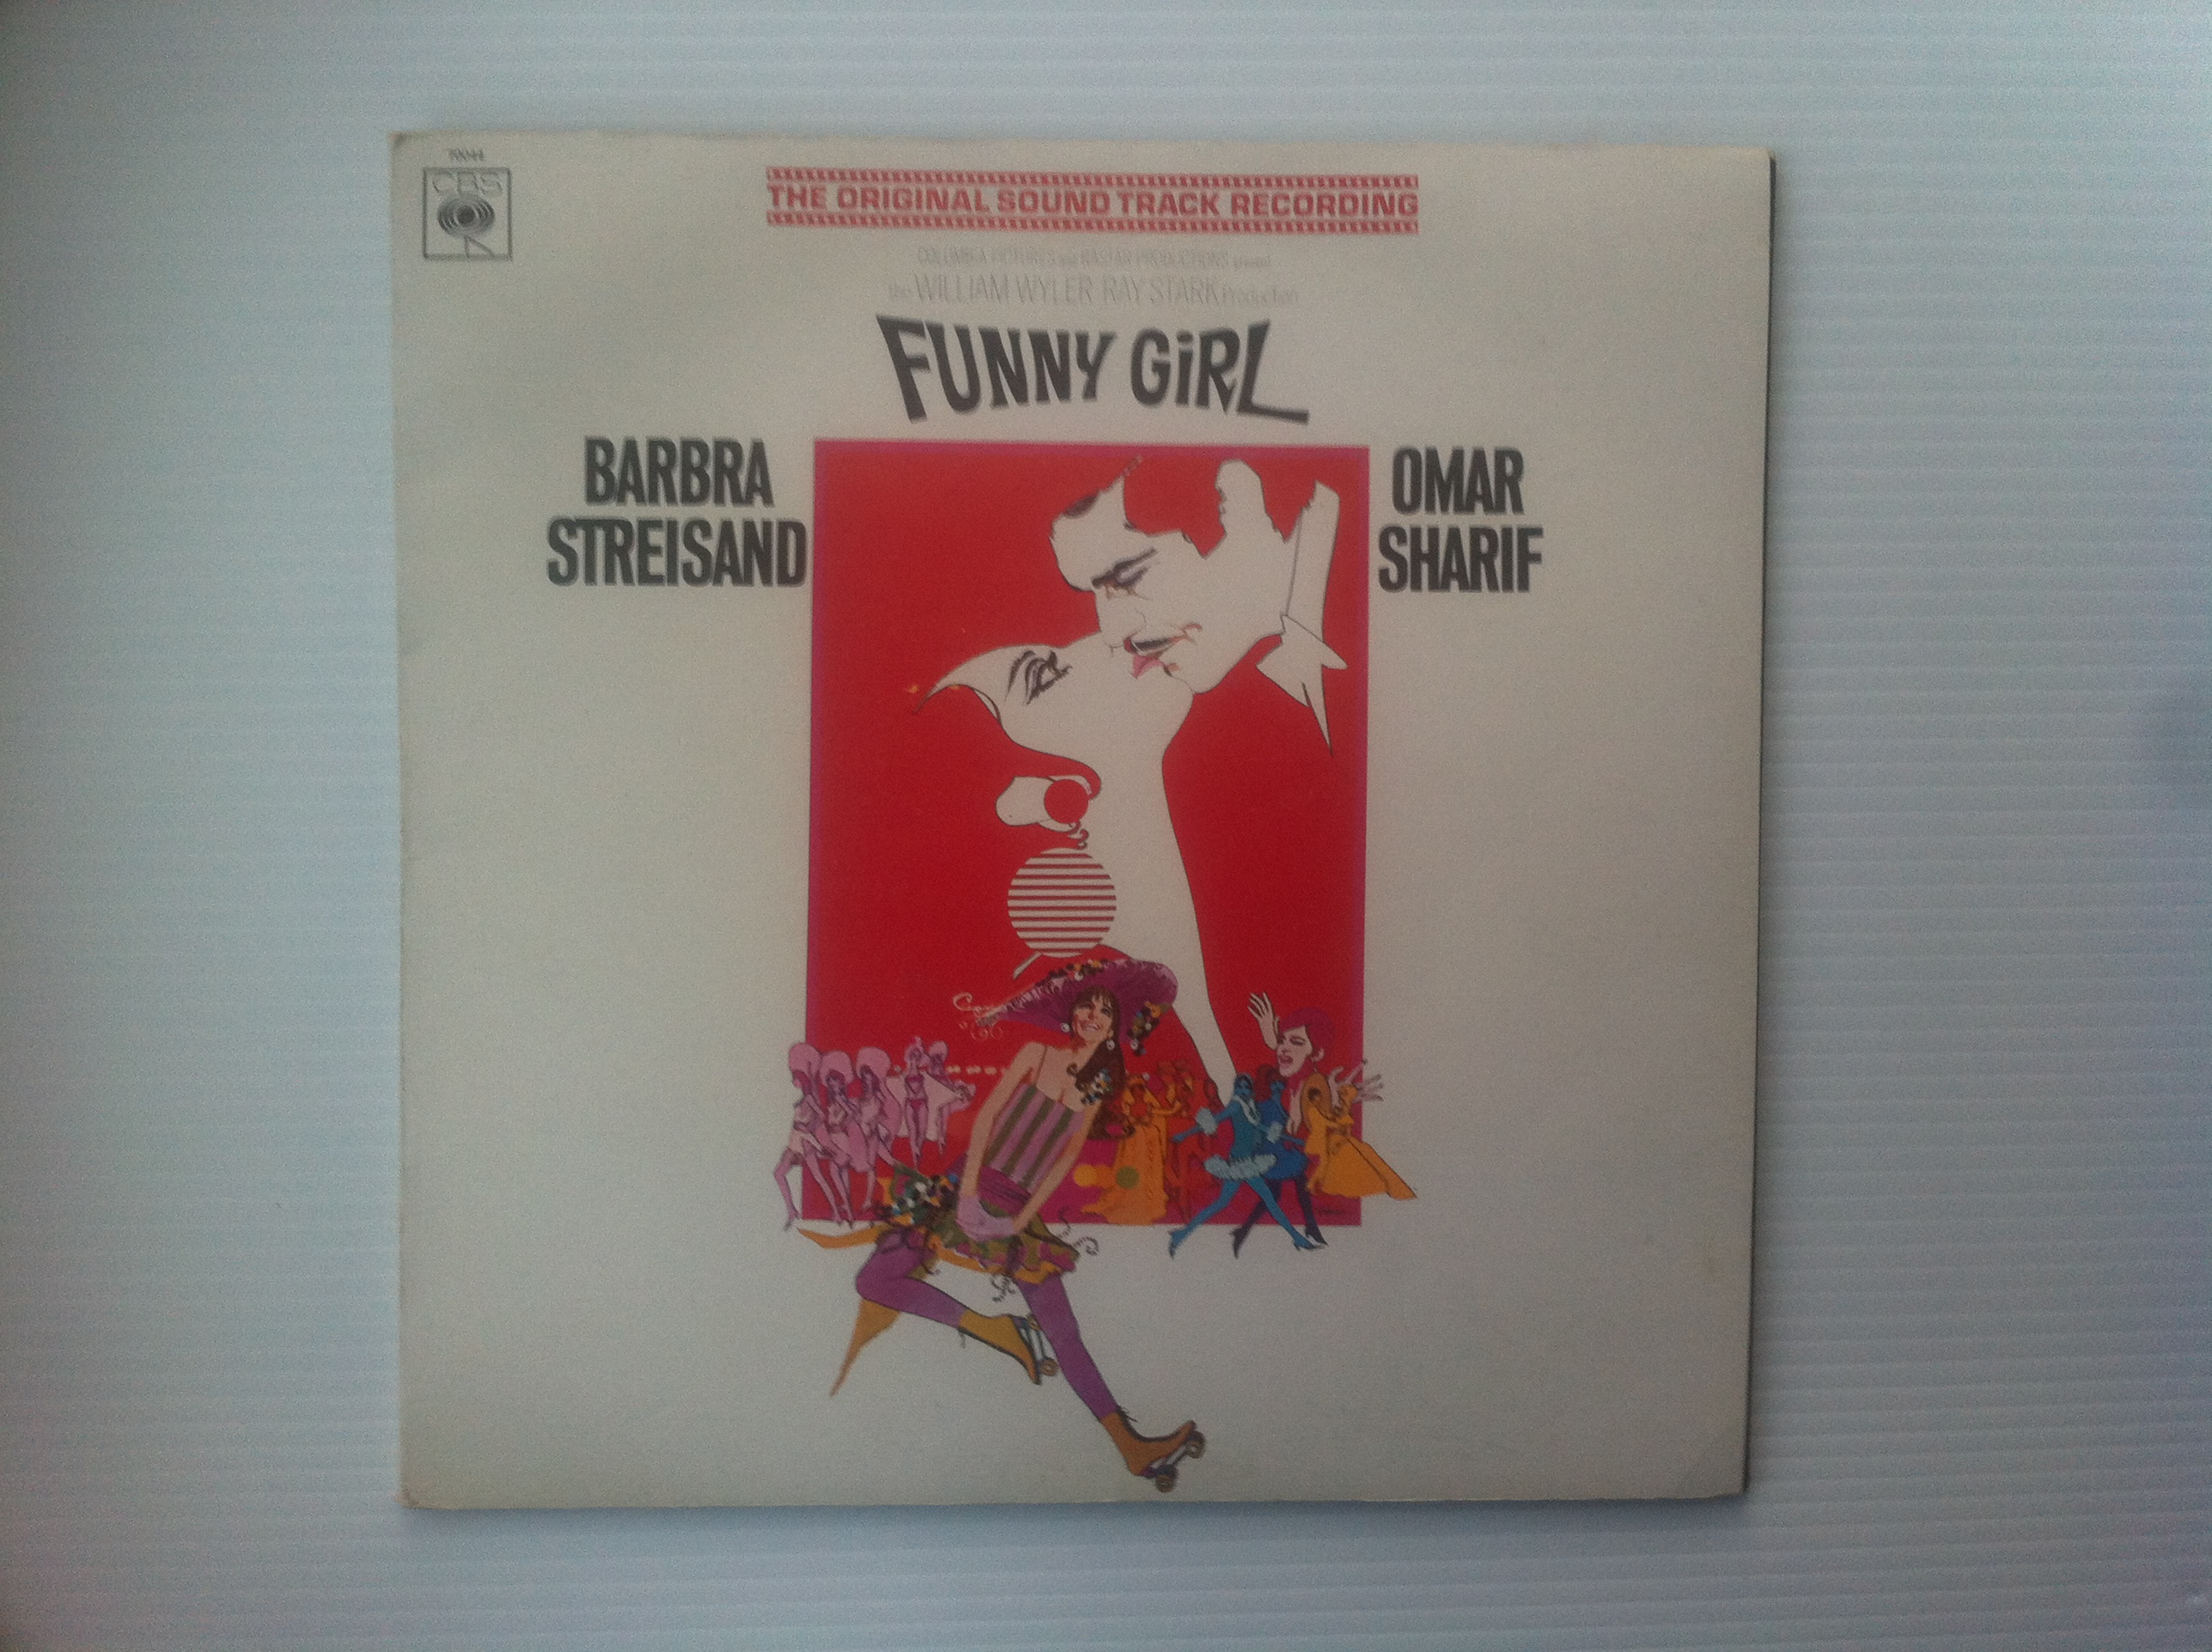 70044
CBS
THE ORIGINAL SOUND TRACK RECORDING
COLUMBIA PICTURES and RASTAR PRODUCTIONS present
the WILLIAM WYLER RAY STARK Production
FUNNY GiRL
BARBRA
STREISAND
OMAR
SHARIF